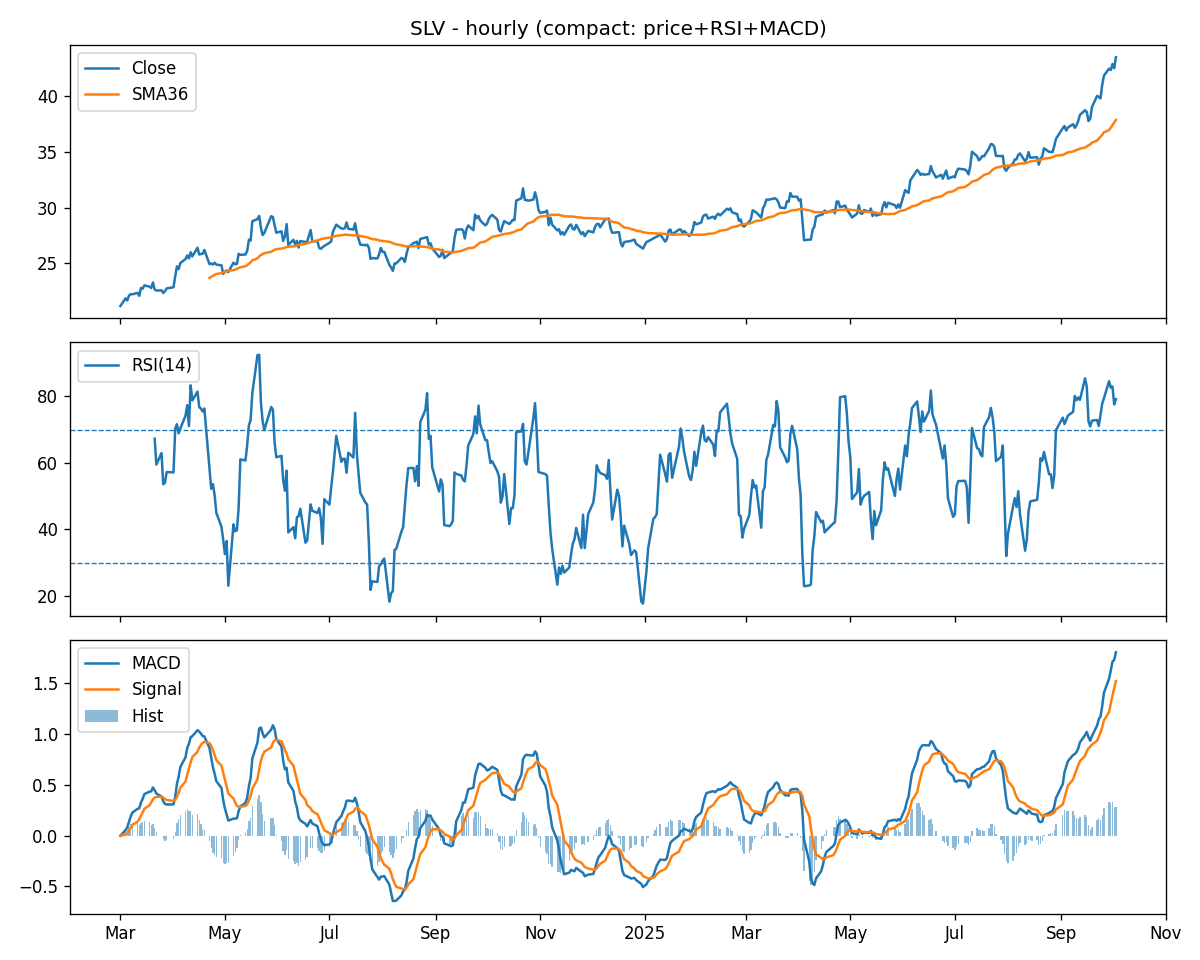 SLV - hourly (compact: price+RSI+MACD)
Close
SMA36
40
35
30
25
RSI(14)
80
60
40
20
MACD
Signal
Hist
1.5
1.0
0.5
0.0
−0.5
Mar
May
Jul
Sep
Nov
2025
Mar
May
Jul
Sep
Nov